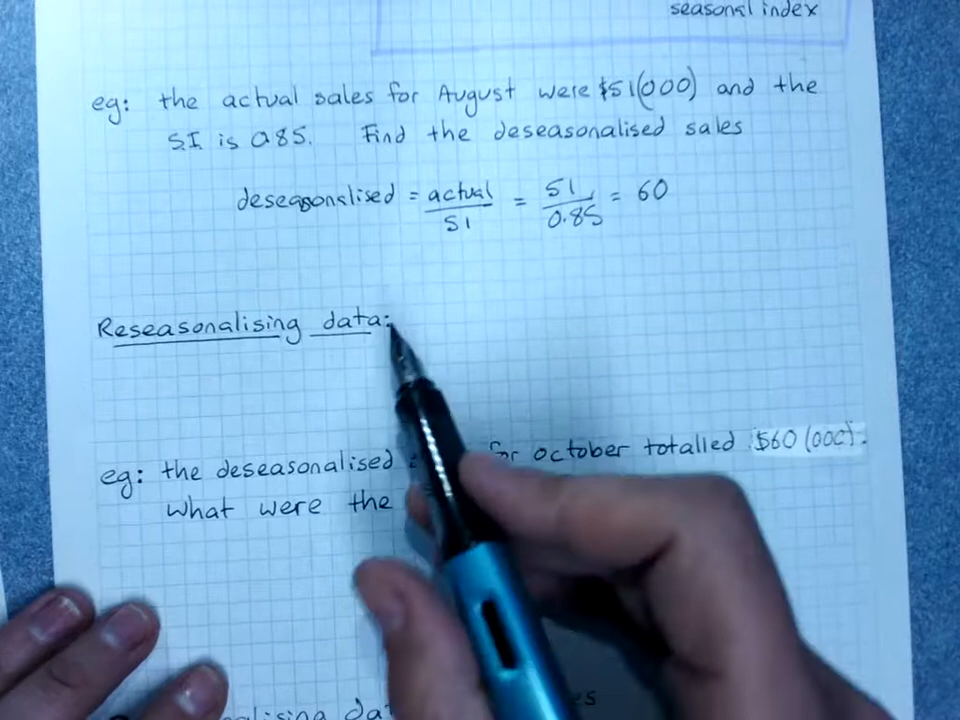 seasonal index
eg: the actual sales for August were $51(000) and the
SI is 0.85. Find the deseasonalised sales
deseasonalised = actual/SI = 51/0.85 = 60
Reseasonalising data:
eg: the deseasonalised for october totalled $60(000).
What were the